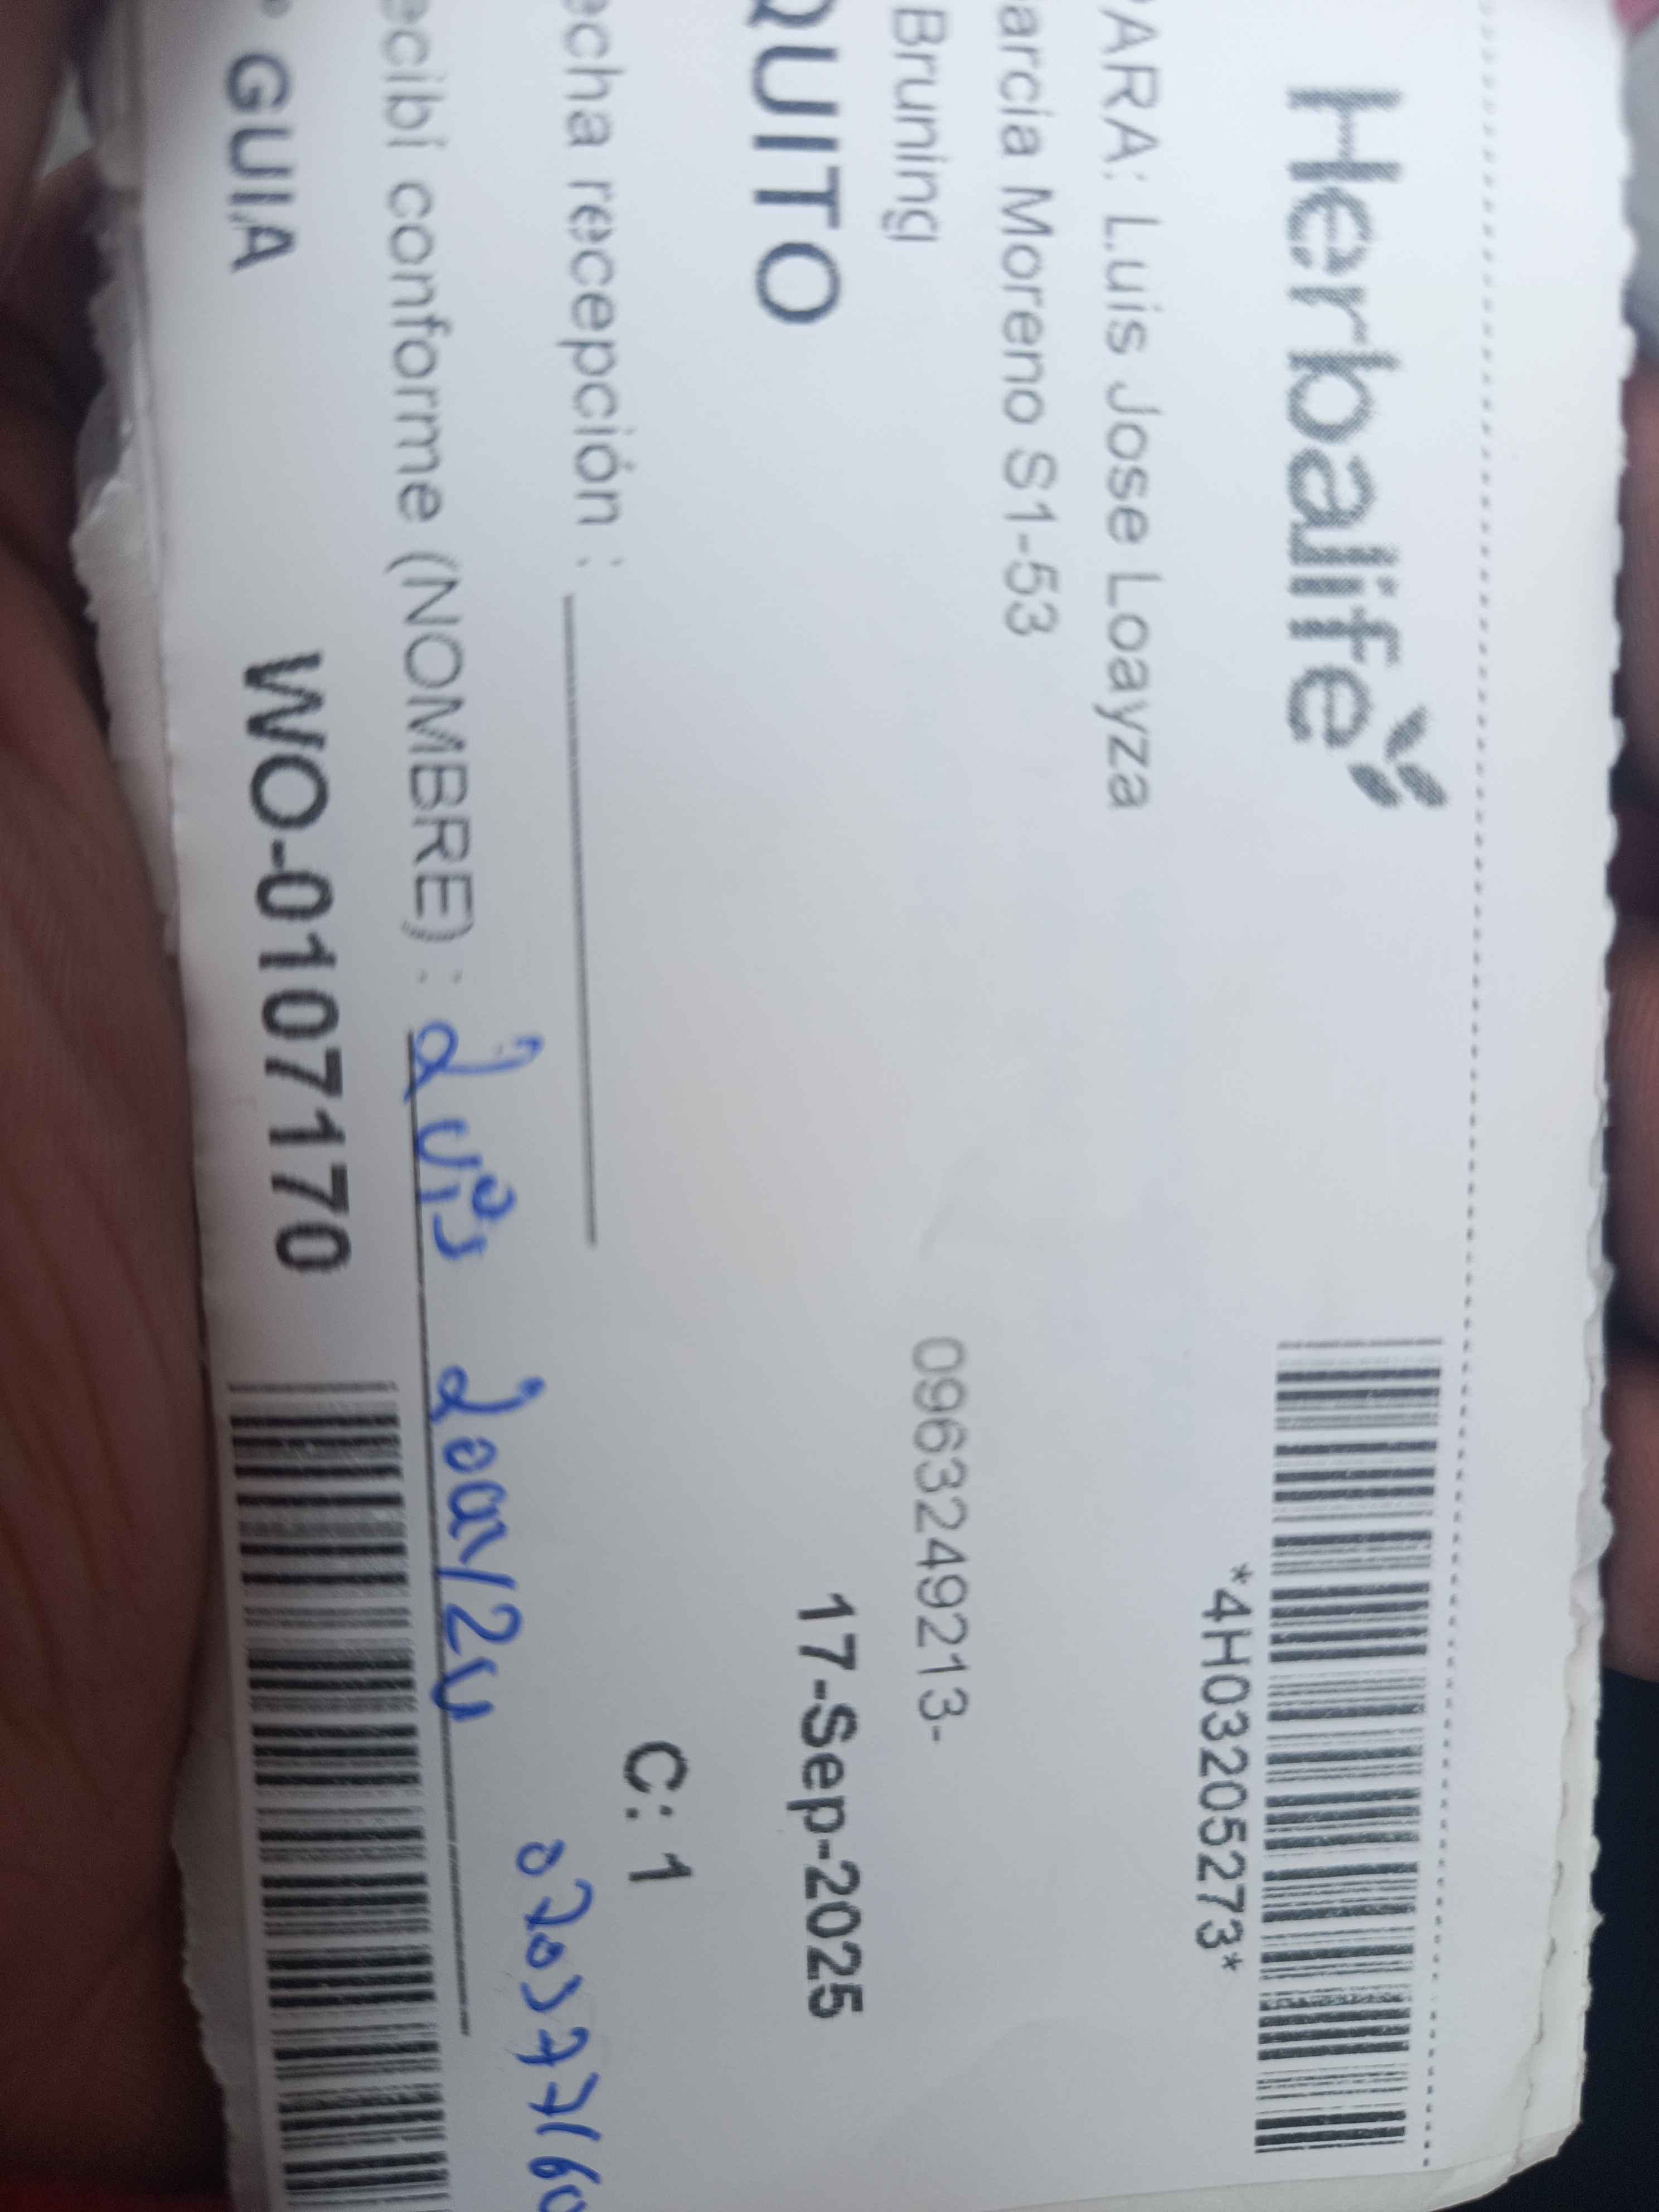 Herbalife
*4H03205273*
ARA: Luis Jose Loayza
arcia Moreno S1-53
Bruning
0963249213-
QUITO
17-Sep-2025
C: 1
echa recepción :
ecibí conforme (NOMBRE) : Luis Loayza
GUIA
WO-01071170